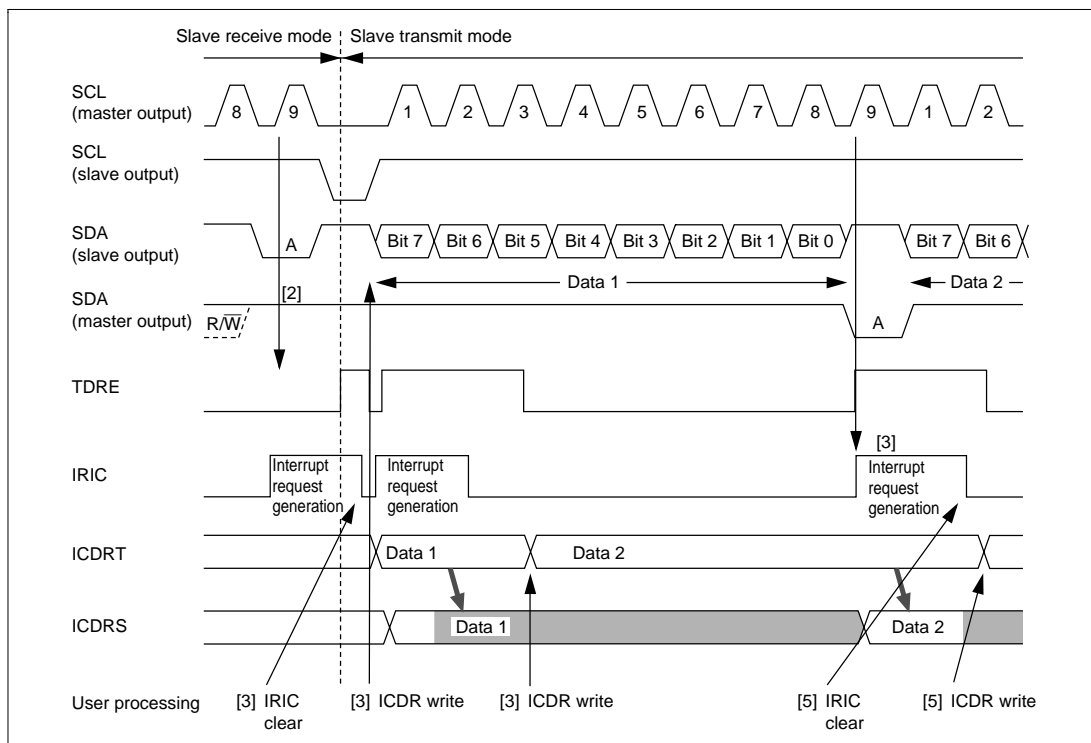 Slave receive mode Slave transmit mode
SCL
(master output)
8 9 1 2 3 4 5 6 7 8 9 1 2
SCL
(slave output)
SDA
(slave output)
A Bit 7 Bit 6 Bit 5 Bit 4 Bit 3 Bit 2 Bit 1 Bit 0 Bit 7 Bit 6
Data 1 Data 2
SDA
(master output)
[2]
R/W̅ A
TDRE
[3]
IRIC
Interrupt
request
generation
Interrupt
request
generation
Interrupt
request
generation
ICDRT
Data 1 Data 2
ICDRS
Data 1 Data 2
User processing
[3] IRIC
clear
[3] ICDR write
[3] ICDR write
[5] IRIC
clear
[5] ICDR write